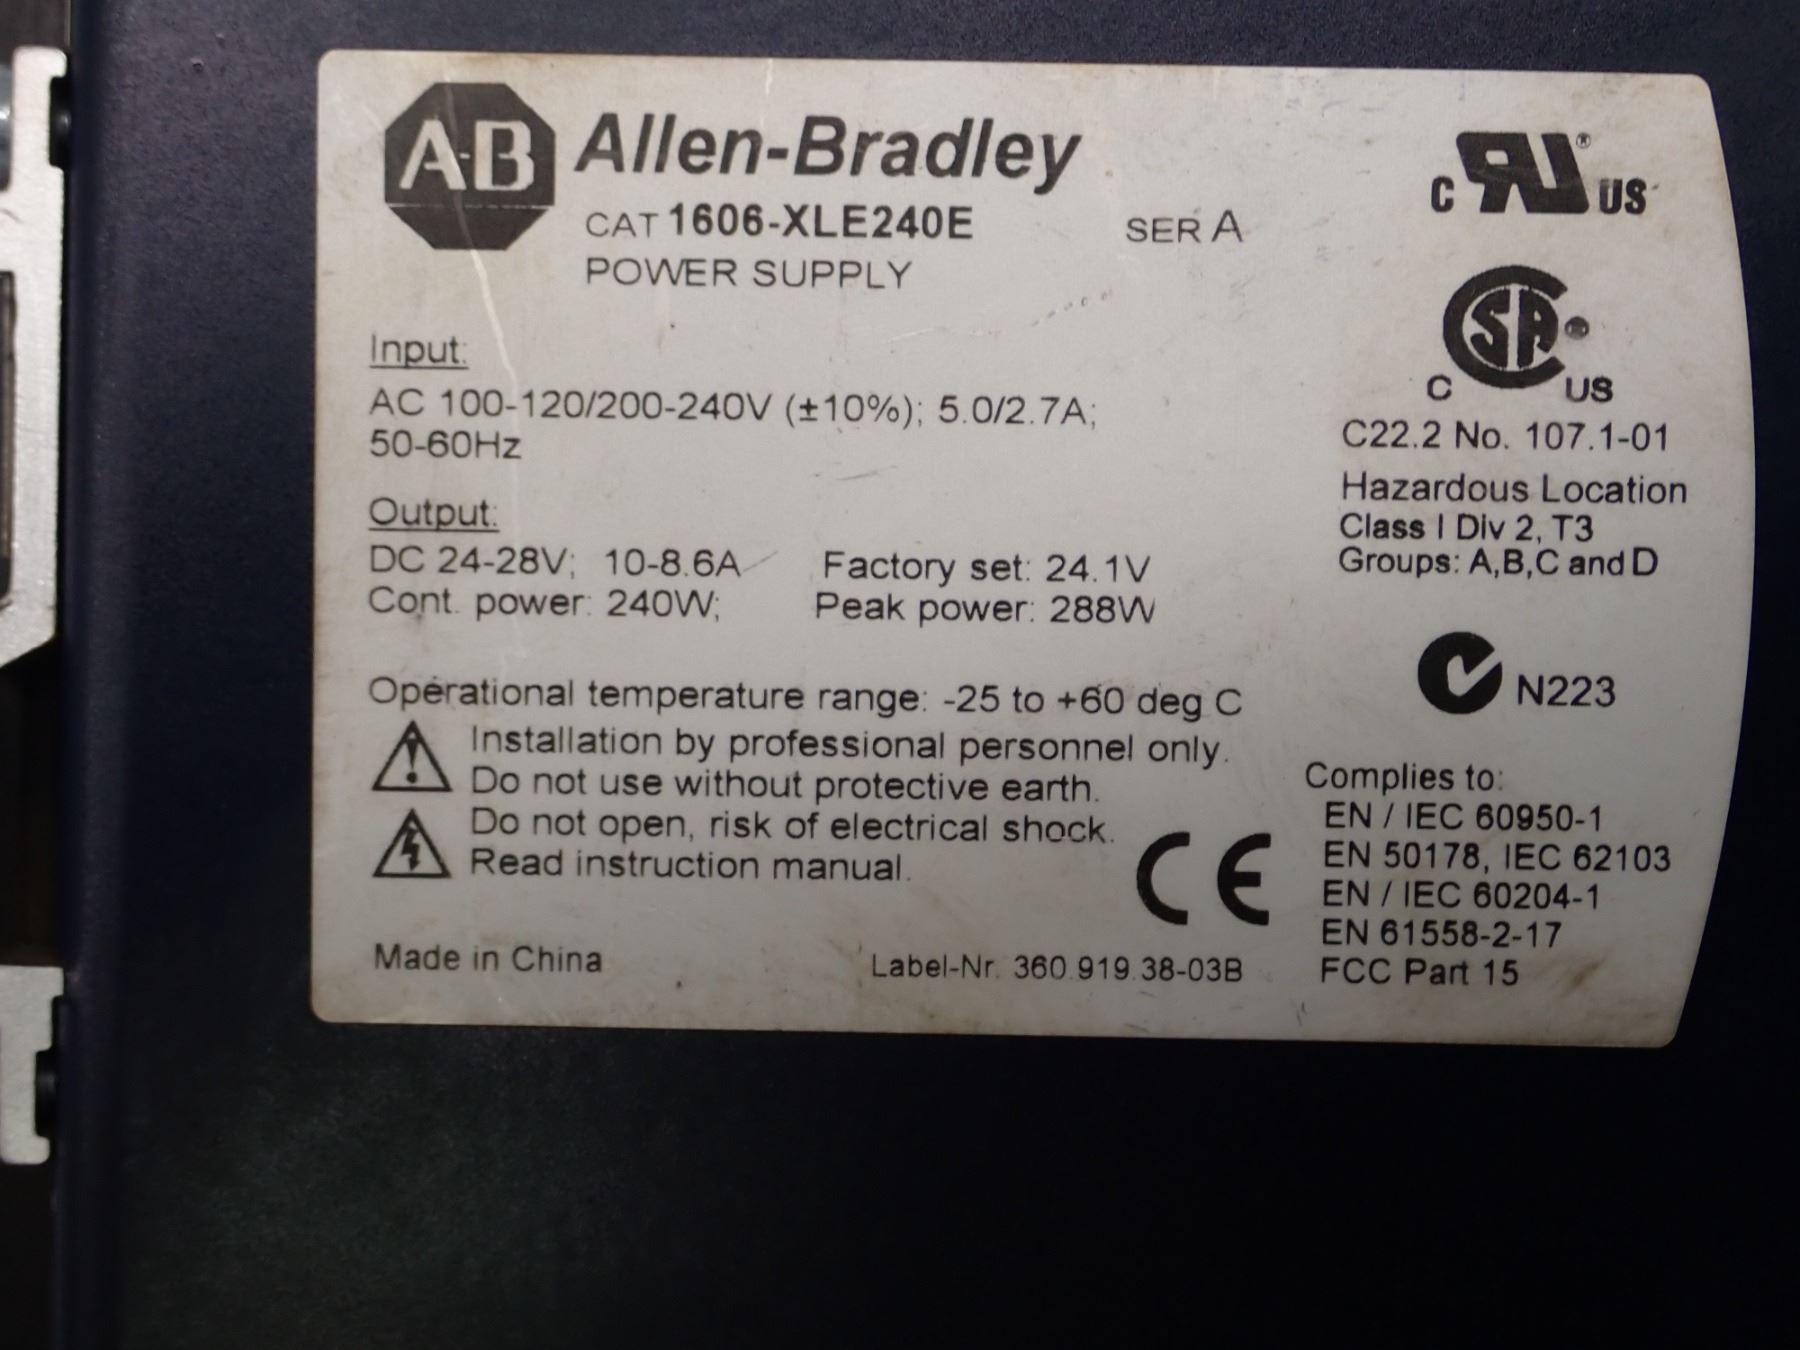 A-B Allen-Bradley
CAT 1606-XLE240E SER A
POWER SUPPLY
Input:
AC 100-120/200-240V (±10%); 5.0/2.7A;
50-60Hz
Output:
DC 24-28V; 10-8.6A Factory set: 24.1V
Cont. power: 240W; Peak power: 288W
Operational temperature range: -25 to +60 deg C
Installation by professional personnel only.
Do not use without protective earth.
Do not open, risk of electrical shock.
Read instruction manual.
CE
Made in China
Label-Nr. 360.919.38-03B
C RU® US
C SA® US
C22.2 No. 107.1-01
Hazardous Location
Class I Div 2, T3
Groups: A,B,C and D
N223
Complies to:
EN / IEC 60950-1
EN 50178, IEC 62103
EN / IEC 60204-1
EN 61558-2-17
FCC Part 15